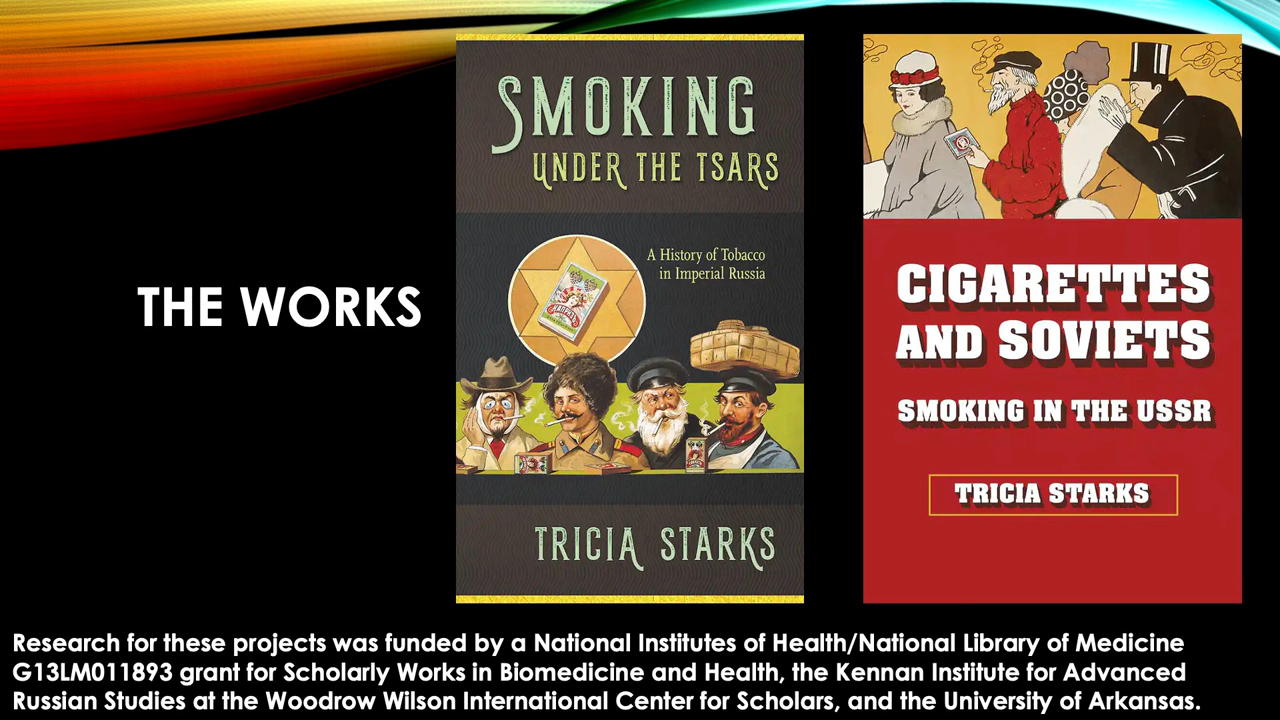 THE WORKS
SMOKING
UNDER THE TSARS
A History of Tobacco
in Imperial Russia
TRICIA STARKS
CIGARETTES
AND SOVIETS
SMOKING IN THE USSR
TRICIA STARKS
Research for these projects was funded by a National Institutes of Health/National Library of Medicine
G13LM011893 grant for Scholarly Works in Biomedicine and Health, the Kennan Institute for Advanced
Russian Studies at the Woodrow Wilson International Center for Scholars, and the University of Arkansas.